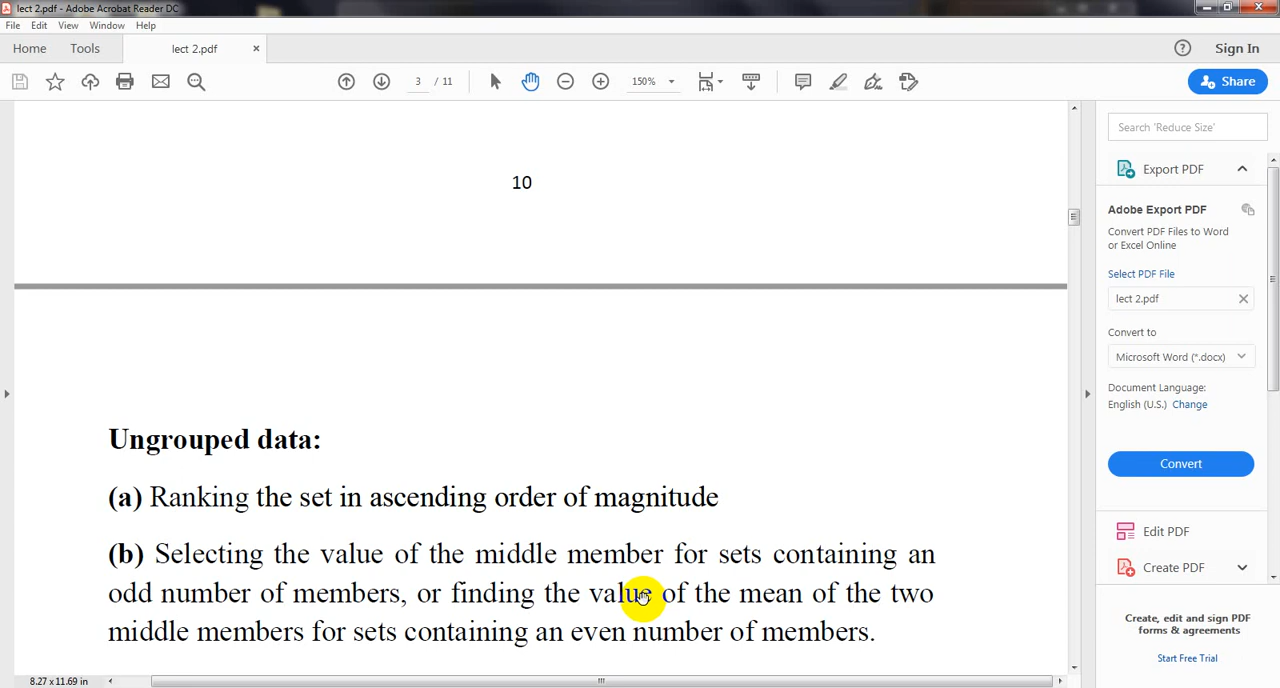 lect 2.pdf - Adobe Acrobat Reader DC
File Edit View Window Help
Home Tools lect 2.pdf × Sign In
3 / 11 150% Share
10
Ungrouped data:
(a) Ranking the set in ascending order of magnitude
(b) Selecting the value of the middle member for sets containing an
odd number of members, or finding the value of the mean of the two
middle members for sets containing an even number of members.
8.27 x 11.69 in
Search 'Reduce Size'
Export PDF
Adobe Export PDF
Convert PDF Files to Word
or Excel Online
Select PDF File
lect 2.pdf
Convert to
Microsoft Word (*.docx)
Document Language:
English (U.S.) Change
Convert
Edit PDF
Create PDF
Create, edit and sign PDF
forms & agreements
Start Free Trial